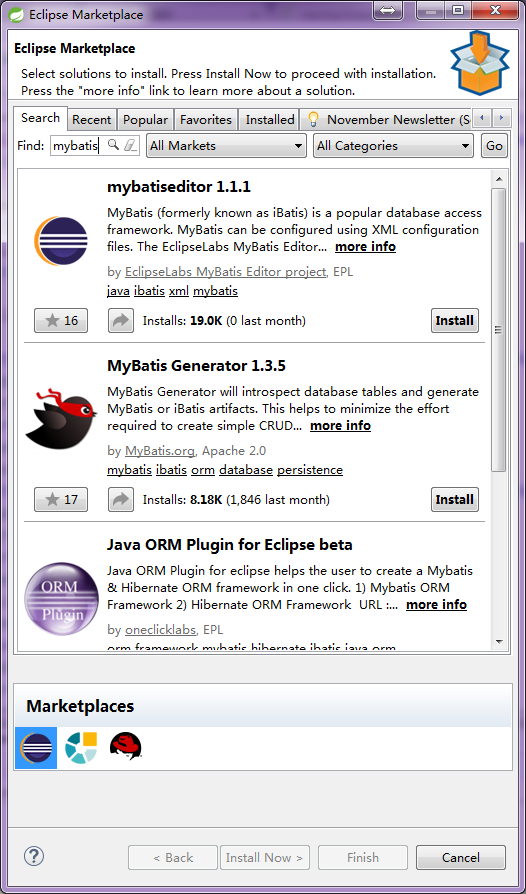 Eclipse Marketplace
Eclipse Marketplace
Select solutions to install. Press Install Now to proceed with installation.
Press the "more info" link to learn more about a solution.
Search Recent Popular Favorites Installed November Newsletter (S
Find: mybatis All Markets All Categories Go
mybatiseditor 1.1.1
MyBatis (formerly known as iBatis) is a popular database access
framework. MyBatis can be configured using XML configuration
files. The EclipseLabs MyBatis Editor... more info
by EclipseLabs MyBatis Editor project, EPL
java ibatis xml mybatis
16 Installs: 19.0K (0 last month) Install
MyBatis Generator 1.3.5
MyBatis Generator will introspect database tables and generate
MyBatis or iBatis artifacts. This helps to minimize the effort
required to create simple CRUD... more info
by MyBatis.org, Apache 2.0
mybatis ibatis orm database persistence
17 Installs: 8.18K (1,846 last month) Install
Java ORM Plugin for Eclipse beta
Java ORM Plugin for eclipse helps the user to create a Mybatis
& Hibernate ORM framework in one click. 1) Mybatis ORM
Framework 2) Hibernate ORM Framework URL :... more info
ORM
Plugin
by oneclicklabs, EPL
orm framework mybatis hibernate ibatis java orm
Marketplaces
? < Back Install Now > Finish Cancel